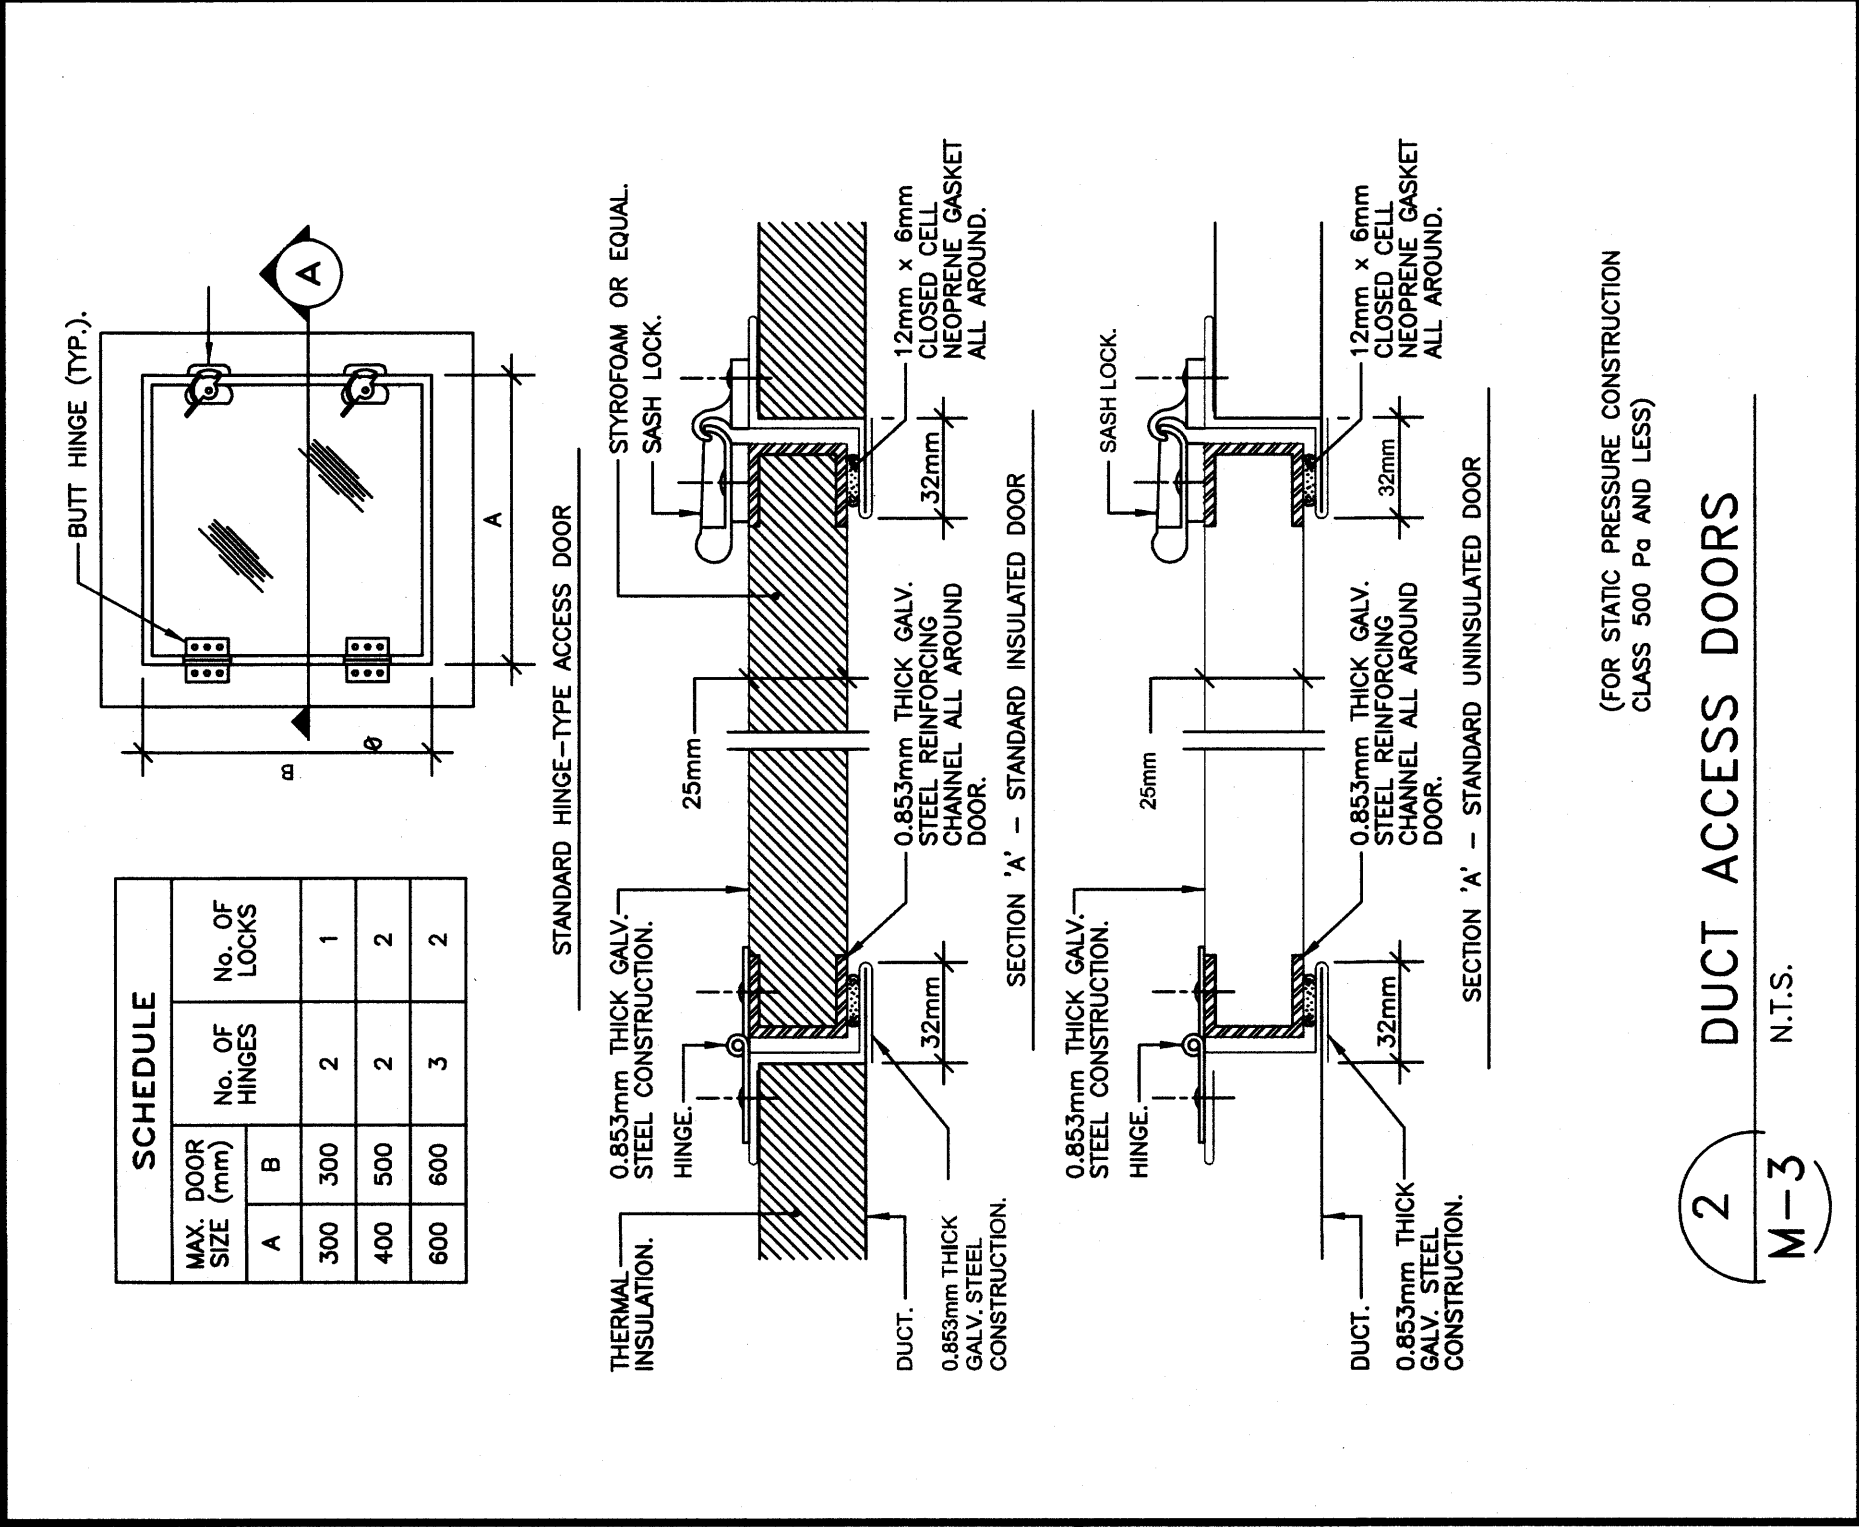 SCHEDULE
MAX. DOOR
SIZE (mm)
No. OF
HINGES
No. OF
LOCKS
A B
300 300 2 1
400 500 2 2
600 600 3 2
BUTT HINGE (TYP.).
A
B
Ø
A
STANDARD HINGE-TYPE ACCESS DOOR
THERMAL
INSULATION.
0.853mm THICK GALV.
STEEL CONSTRUCTION.
HINGE.
25mm
STYROFOAM OR EQUAL.
SASH LOCK.
DUCT.
0.853mm THICK
GALV. STEEL
CONSTRUCTION.
32mm
0.853mm THICK GALV.
STEEL REINFORCING
CHANNEL ALL AROUND
DOOR.
32mm
12mm x 6mm
CLOSED CELL
NEOPRENE GASKET
ALL AROUND.
SECTION 'A' - STANDARD INSULATED DOOR
0.853mm THICK GALV.
STEEL CONSTRUCTION.
HINGE.
25mm
SASH LOCK.
DUCT.
0.853mm THICK
GALV. STEEL
CONSTRUCTION.
32mm
0.853mm THICK GALV.
STEEL REINFORCING
CHANNEL ALL AROUND
DOOR.
32mm
12mm x 6mm
CLOSED CELL
NEOPRENE GASKET
ALL AROUND.
SECTION 'A' - STANDARD UNINSULATED DOOR
(FOR STATIC PRESSURE CONSTRUCTION
CLASS 500 Pa AND LESS)
2
M-3
DUCT ACCESS DOORS
N.T.S.